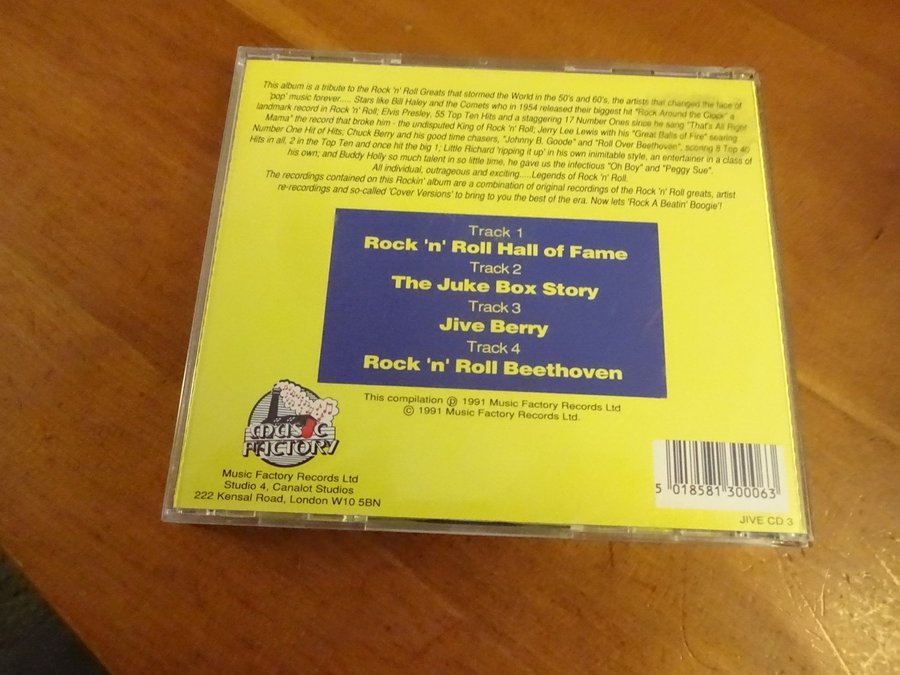 This album is a tribute to the Rock 'n' Roll Greats that stormed the World in the 50's and 60's, the artists that changed the face of
'pop' music forever..... Stars like Bill Haley and the Comets who in 1954 released their biggest hit "Rock Around the Clock" a
landmark record in Rock 'n' Roll; Elvis Presley, 55 Top Ten Hits and a staggering 17 Number Ones since he sang "That's All Right
Mama" the record that broke him - the undisputed King of Rock 'n' Roll; Jerry Lee Lewis with his "Great Balls of Fire" searing
Number One Hit of Hits; Chuck Berry and his good time chasers, "Johnny B. Goode" and "Roll Over Beethoven", scoring 8 Top 40
Hits in all, 2 in the Top Ten and once hit the big 1; Little Richard 'ripping it up' in his own inimitable style, an entertainer in a class of
his own; and Buddy Holly so much talent in so little time, he gave us the infectious "Oh Boy" and "Peggy Sue".
All individual, outrageous and exciting.....Legends of Rock 'n' Roll.
The recordings contained on this Rockin' album are a combination of original recordings of the Rock 'n' Roll greats, artist
re-recordings and so-called 'Cover Versions' to bring to you the best of the era. Now lets 'Rock A Beatin' Boogie'!
Track 1
Rock 'n' Roll Hall of Fame
Track 2
The Juke Box Story
Track 3
Jive Berry
Track 4
Rock 'n' Roll Beethoven
This compilation ℗ 1991 Music Factory Records Ltd
© 1991 Music Factory Records Ltd.
MUSIC
FACTORY
Music Factory Records Ltd
Studio 4, Canalot Studios
222 Kensal Road, London W10 5BN
5 018581 300063
JIVE CD 3